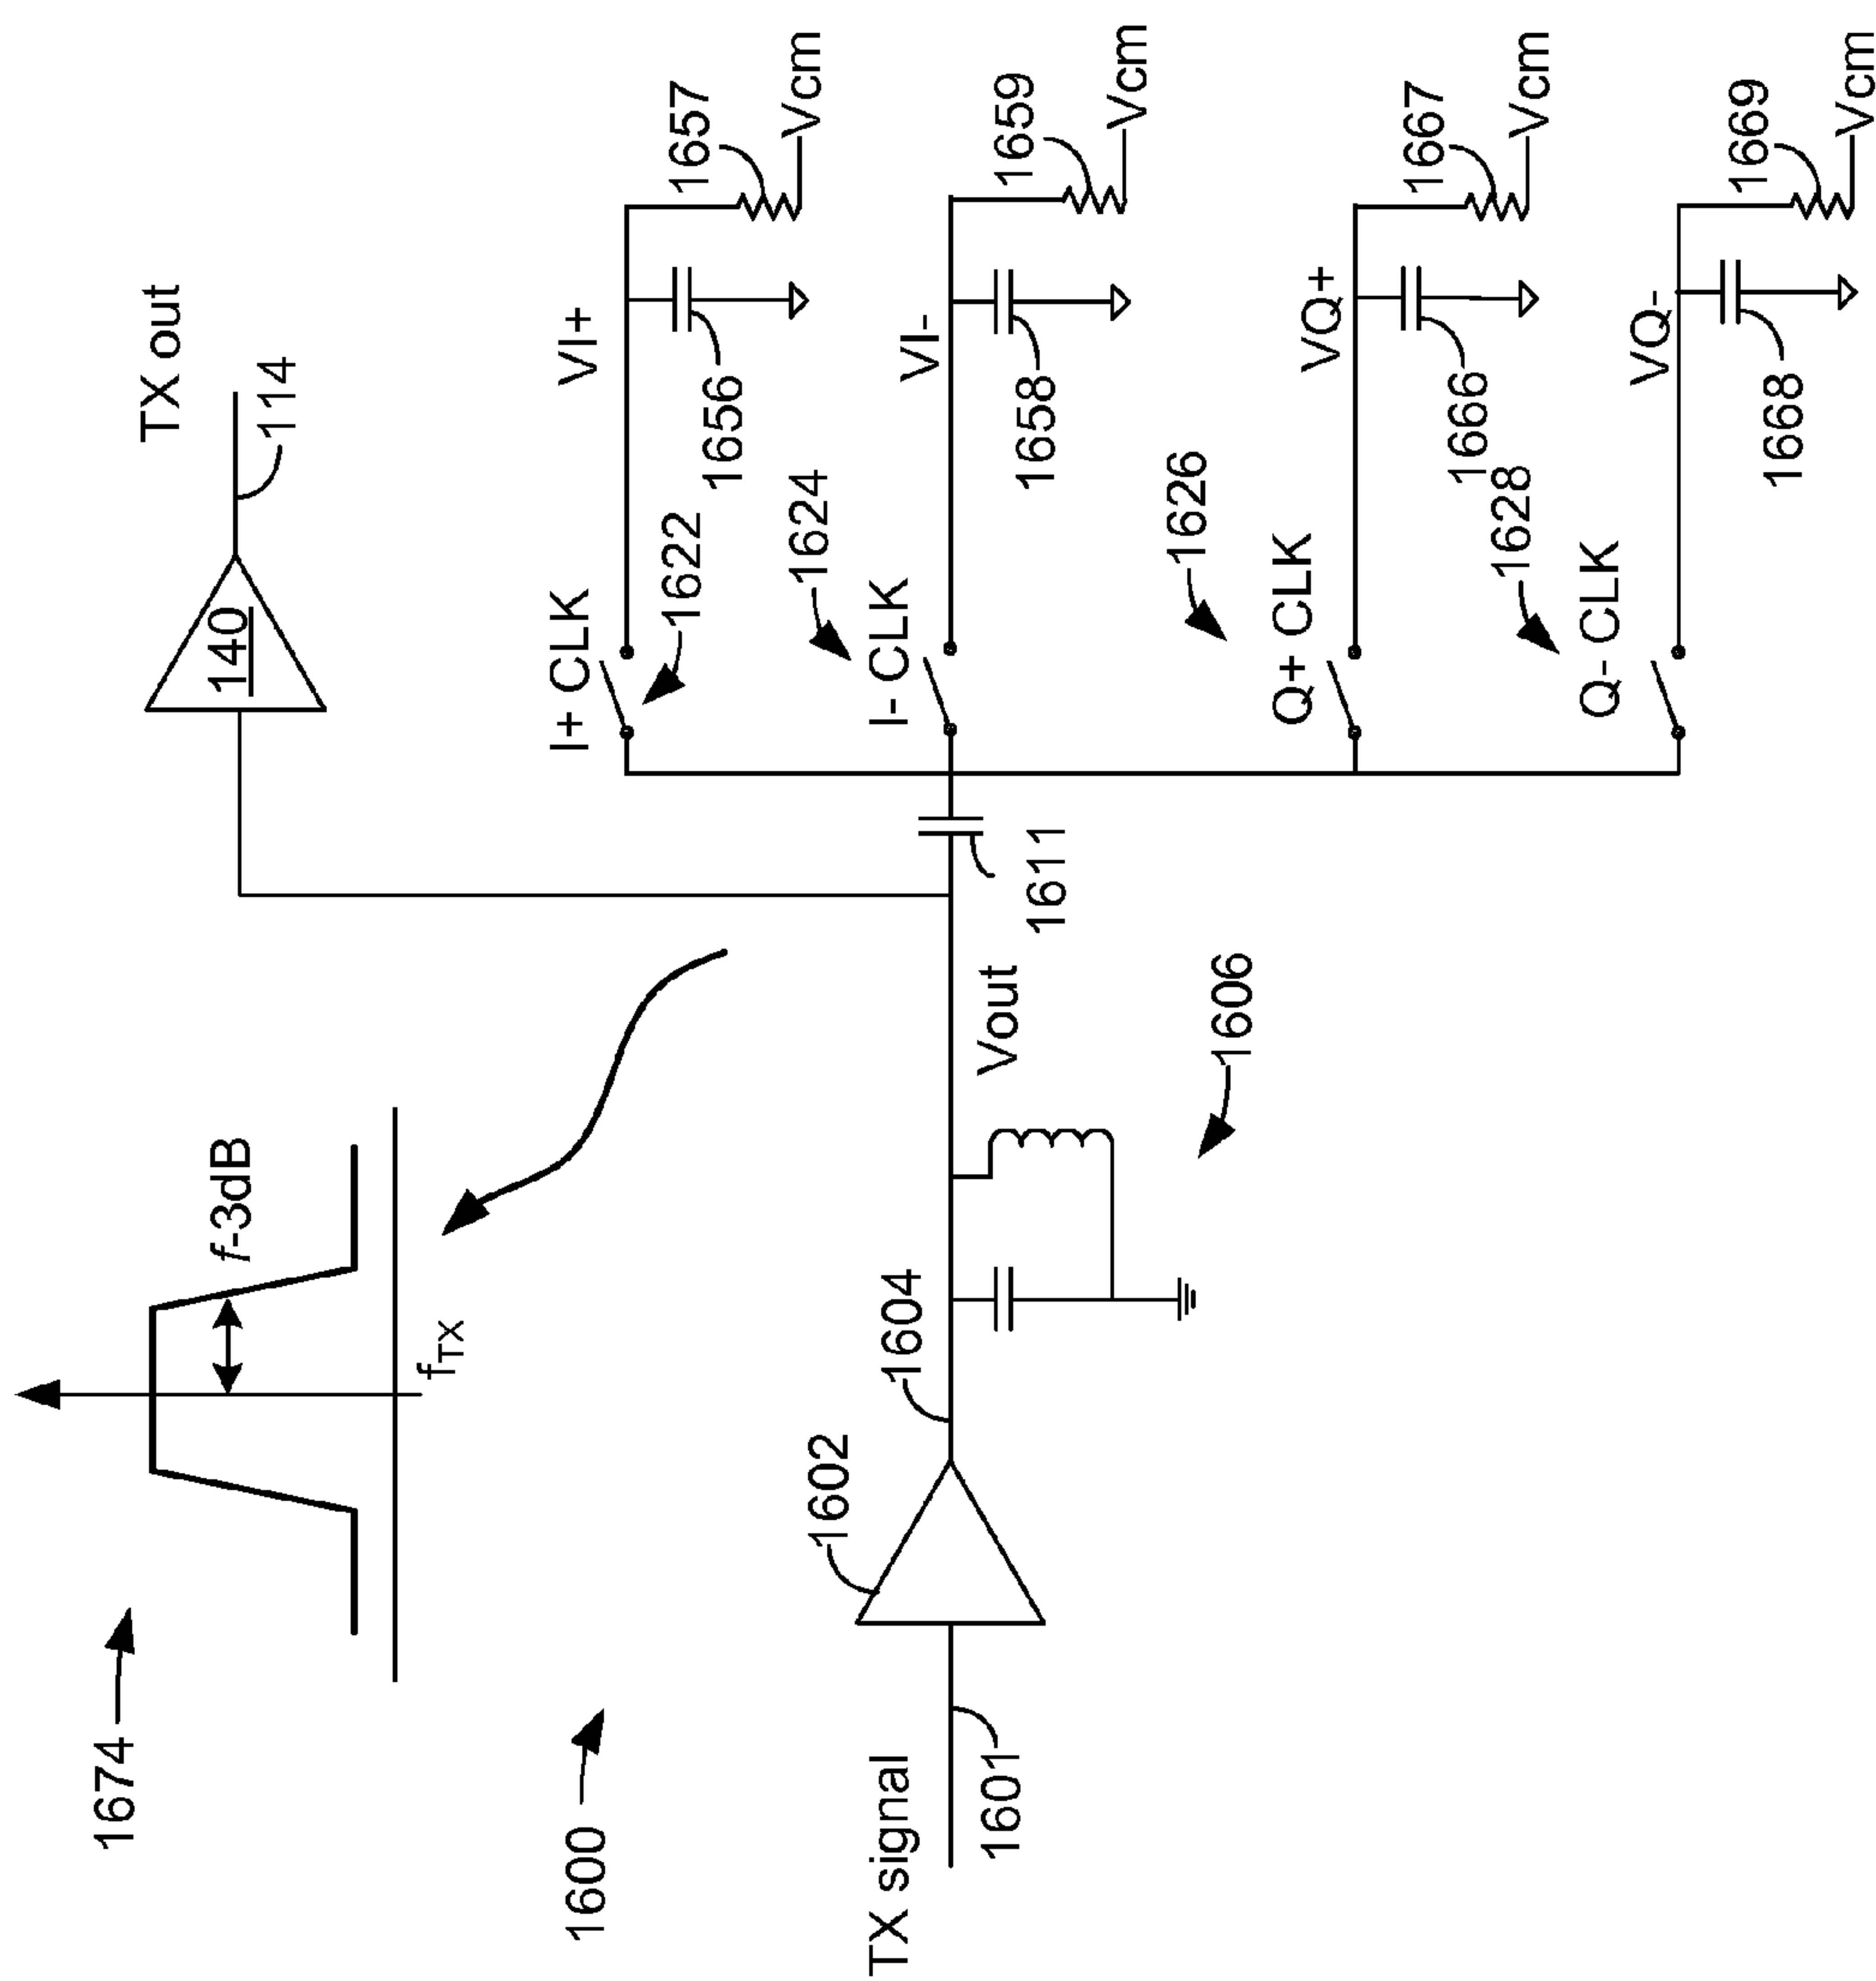 1674
f-3dB
fTX
TX out
114
140
1600
TX signal
1601
1602
1604
1606
Vout
1611
I+ CLK
1622
VI+
1656
1657
Vcm
I- CLK
1624
VI-
1658
1659
Vcm
Q+ CLK
1626
VQ+
1666
1667
Vcm
Q- CLK
1628
VQ-
1668
1669
Vcm